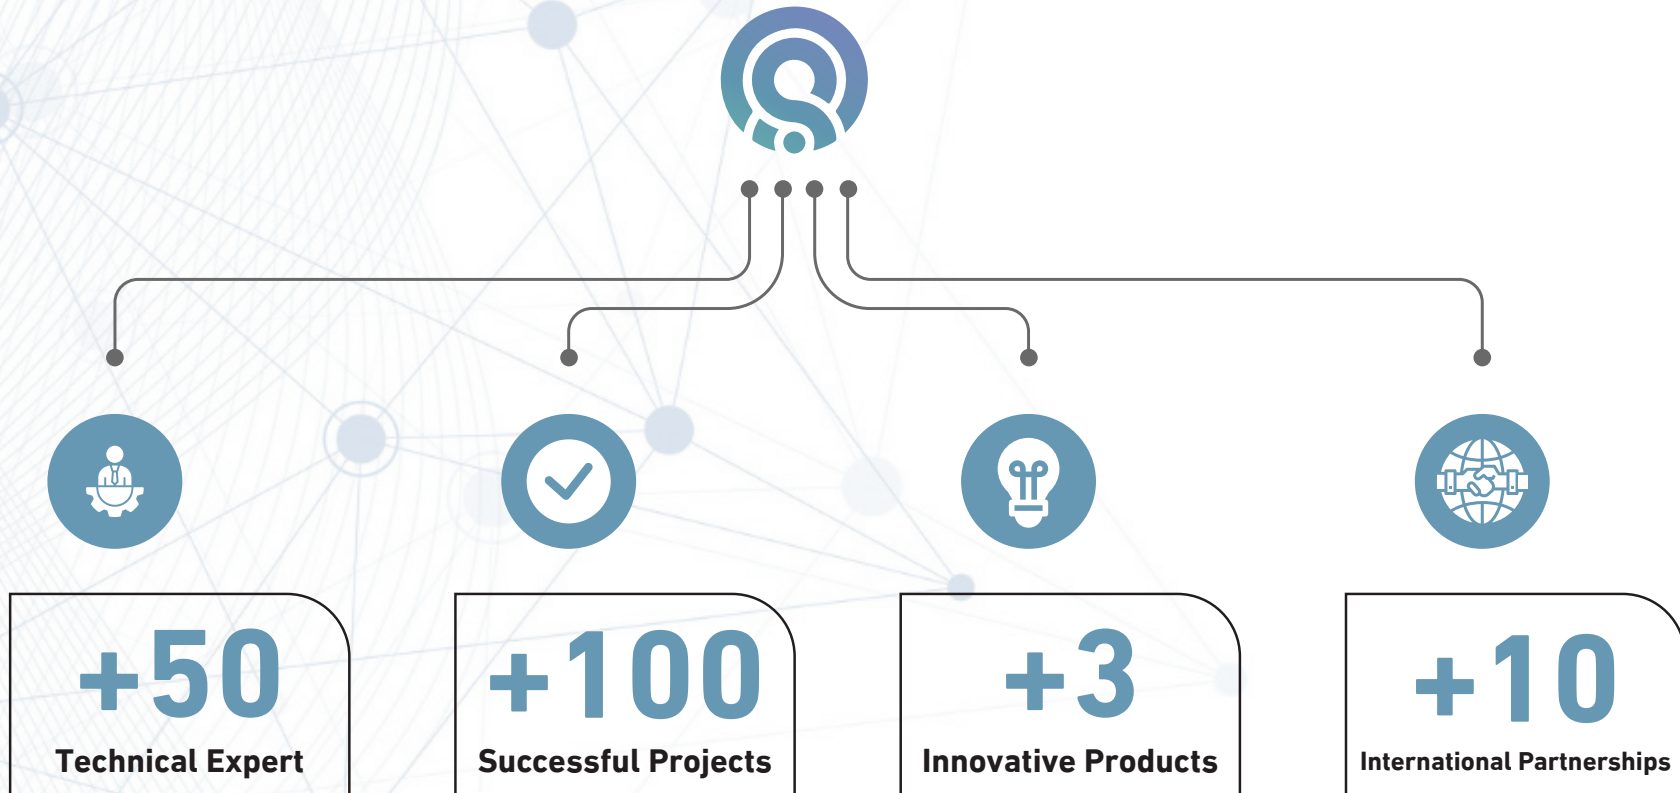 +50
Technical Expert
+100
Successful Projects
+3
Innovative Products
+10
International Partnerships